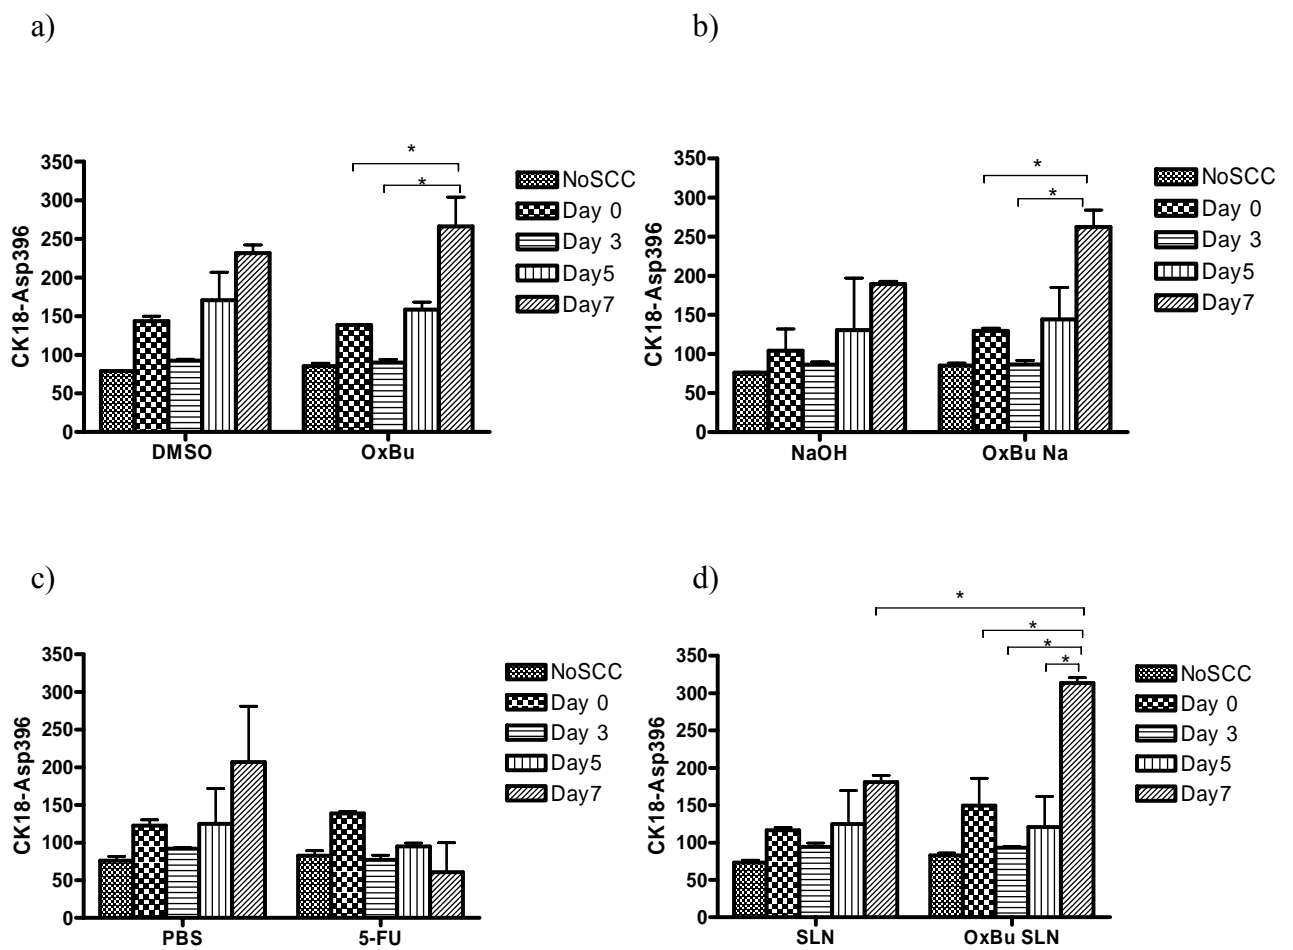 a)
CK18-Asp396
350
300
250
200
150
100
50
0
DMSO
OxBu
*
*
NoSCC
Day 0
Day 3
Day5
Day7
b)
CK18-Asp396
350
300
250
200
150
100
50
0
NaOH
OxBu Na
*
*
NoSCC
Day 0
Day 3
Day5
Day7
c)
CK18-Asp396
350
300
250
200
150
100
50
0
PBS
5-FU
NoSCC
Day 0
Day 3
Day5
Day7
d)
CK18-Asp396
350
300
250
200
150
100
50
0
SLN
OxBu SLN
*
*
*
*
NoSCC
Day 0
Day 3
Day5
Day7